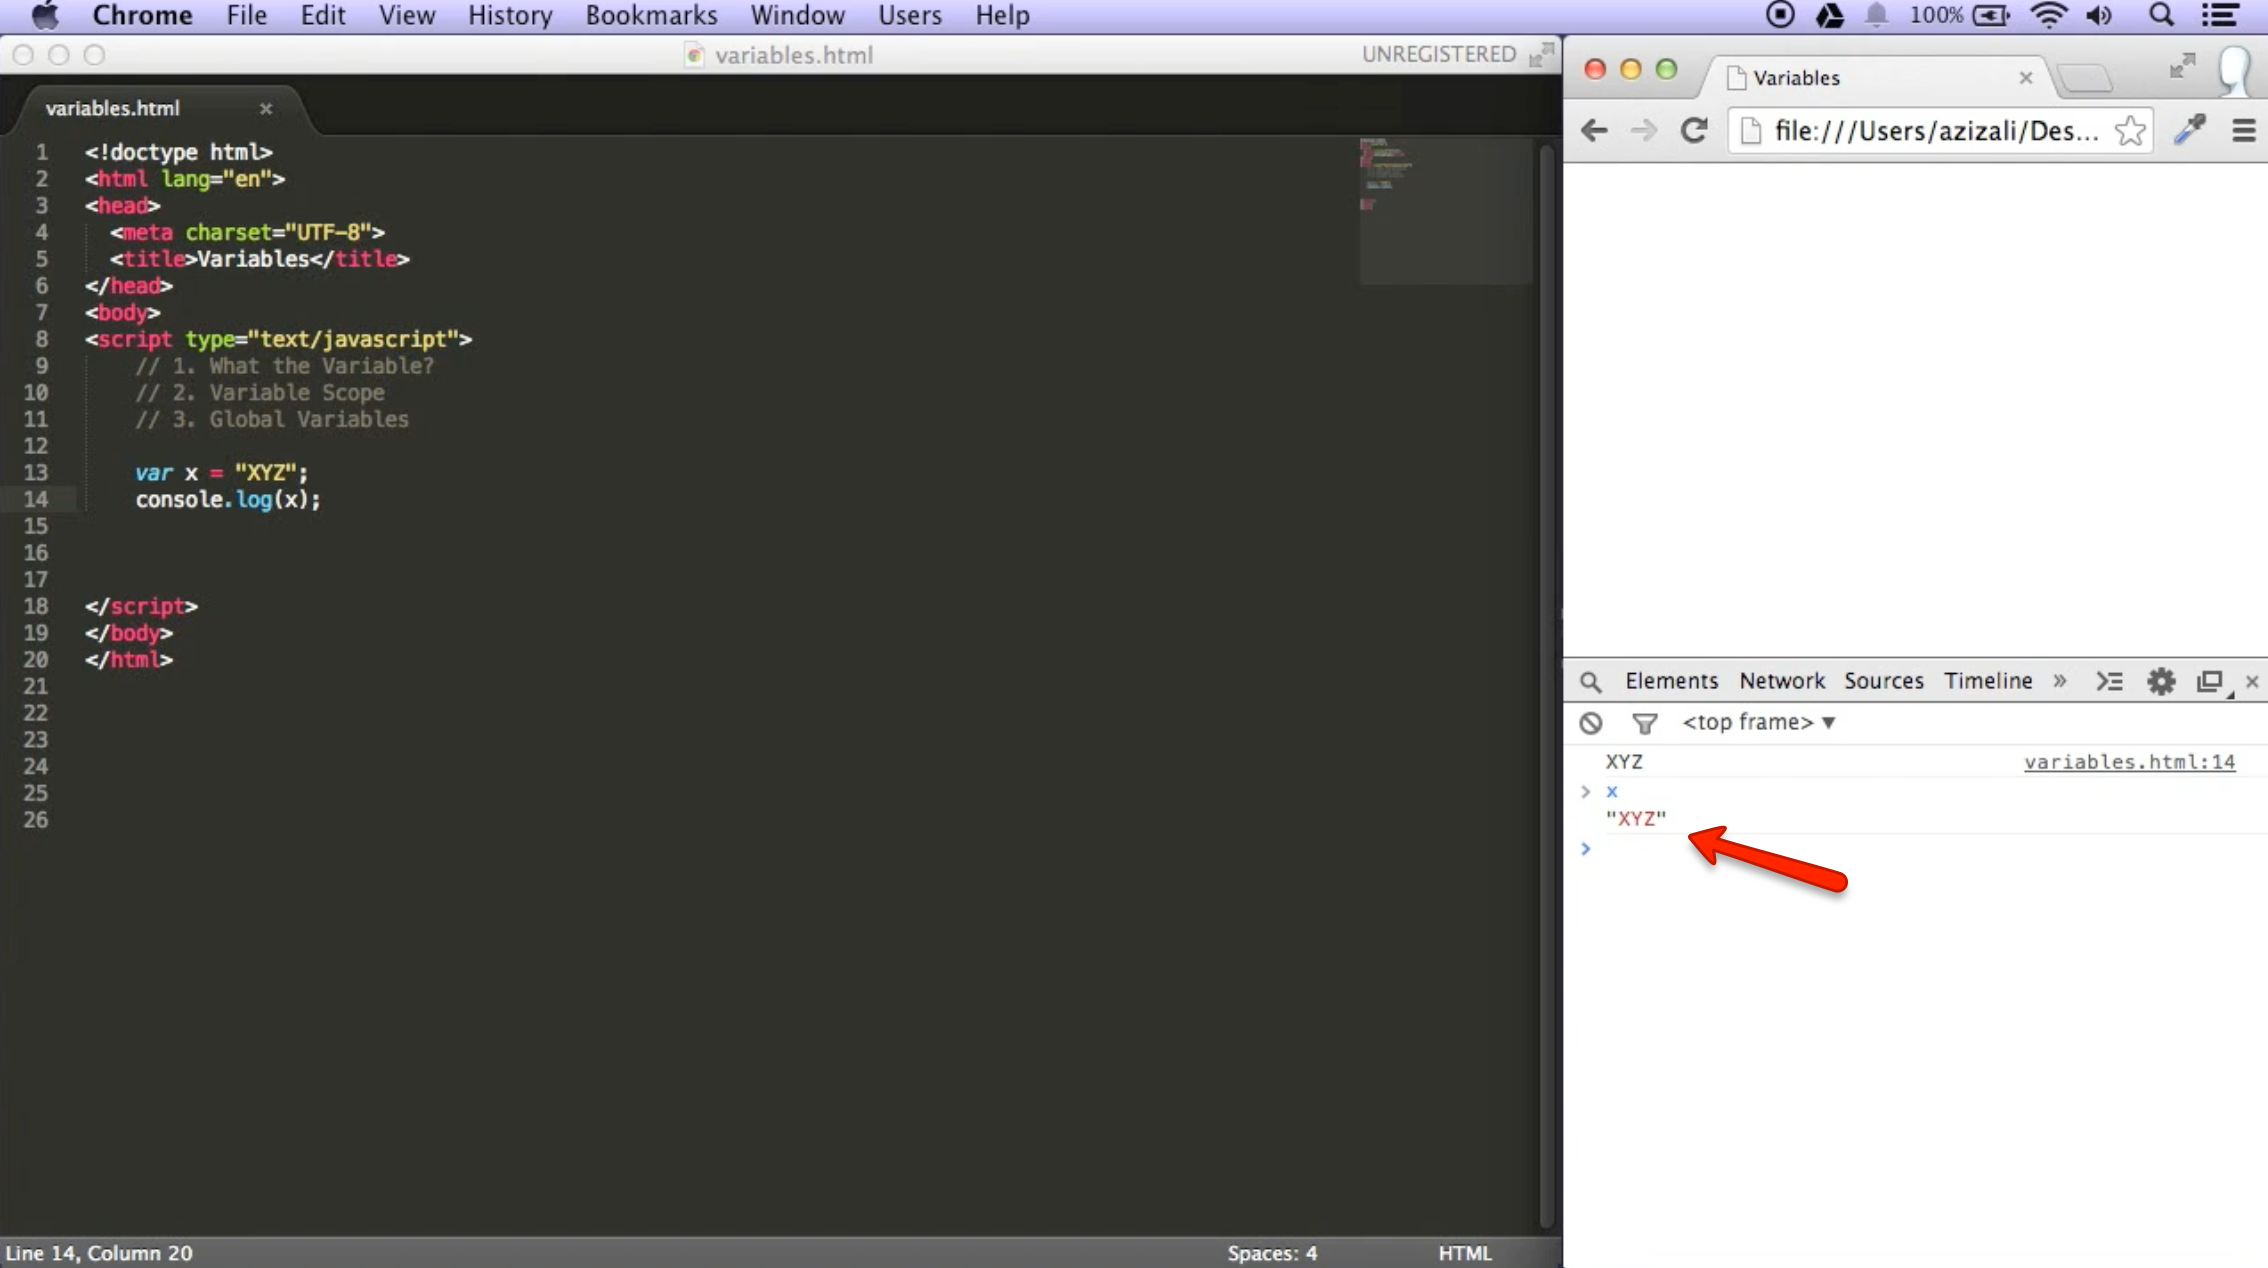 Chrome File Edit View History Bookmarks Window Users Help 100%
variables.html UNREGISTERED
variables.html
1 <!doctype html>
2 <html lang="en">
3 <head>
4 <meta charset="UTF-8">
5 <title>Variables</title>
6 </head>
7 <body>
8 <script type="text/javascript">
9 // 1. What the Variable?
10 // 2. Variable Scope
11 // 3. Global Variables
12
13 var x = "XYZ";
14 console.log(x);
15
16
17
18 </script>
19 </body>
20 </html>
21
22
23
24
25
26
Line 14, Column 20 Spaces: 4 HTML
Variables
file:///Users/azizali/Des...
Elements Network Sources Timeline »
<top frame> ▼
XYZ variables.html:14
> x
"XYZ"
>